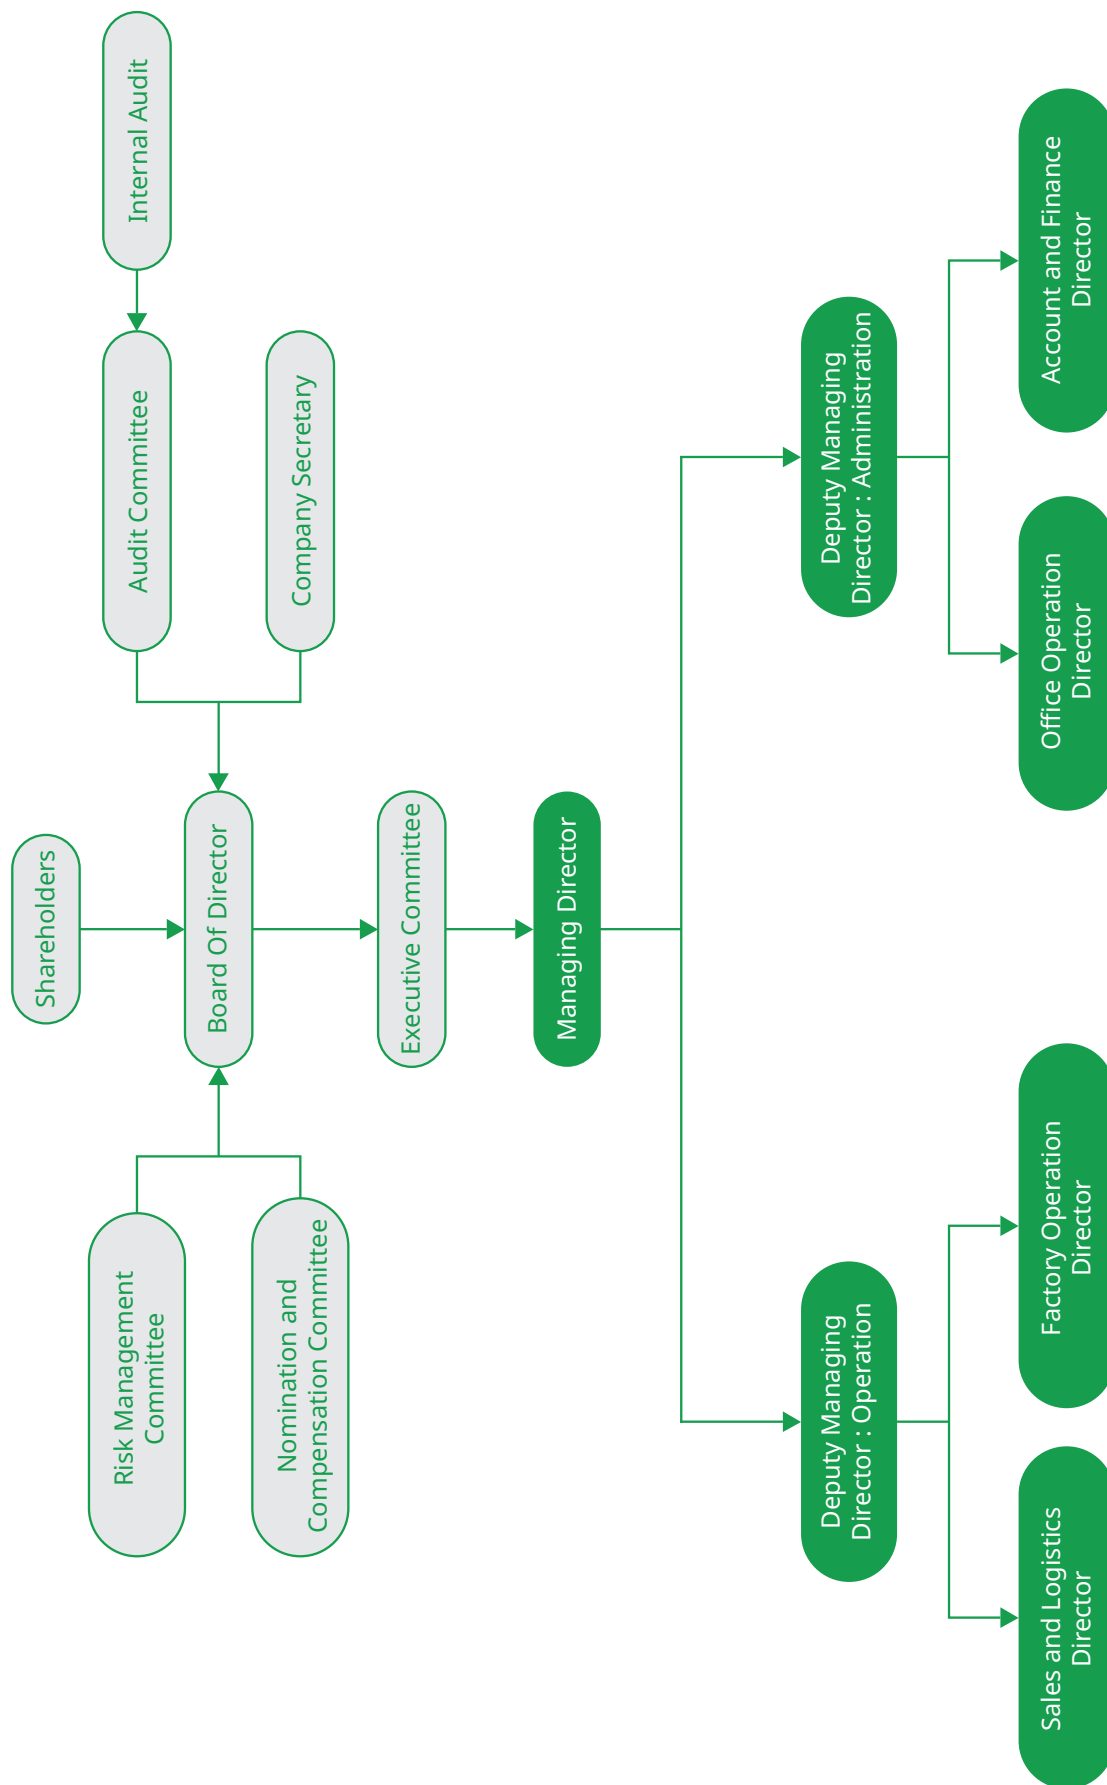 Shareholders
Risk Management
Committee
Internal Audit
Audit Committee
Board Of Director
Nomination and
Compensation Committee
Company Secretary
Executive Committee
Managing Director
Deputy Managing
Director : Operation
Deputy Managing
Director : Administration
Sales and Logistics
Director
Factory Operation
Director
Office Operation
Director
Account and Finance
Director